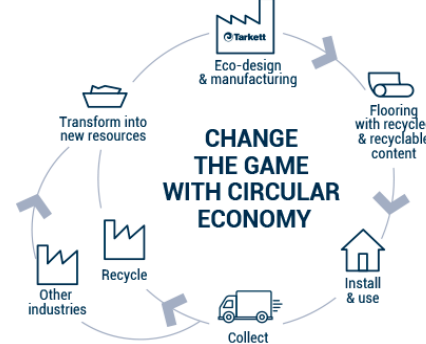 Tarkett
Eco-design
& manufacturing
Flooring
with recycle
& recyclable
content
Install
& use
Collect
Recycle
Other
industries
Transform into
new resources
CHANGE
THE GAME
WITH CIRCULAR
ECONOMY